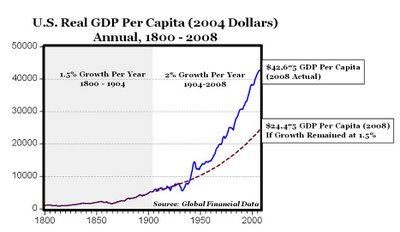 U.S. Real GDP Per Capita (2004 Dollars)
Annual, 1800 - 2008
50000
40000
30000
20000
10000
0
1.5% Growth Per Year
1800 - 1904
2% Growth Per Year
1904-2008
$42,675 GDP Per Capita
(2008 Actual)
$24,475 GDP Per Capita (2008)
If Growth Remained at 1.5%
Source: Global Financial Data
1800
1850
1900
1950
2000